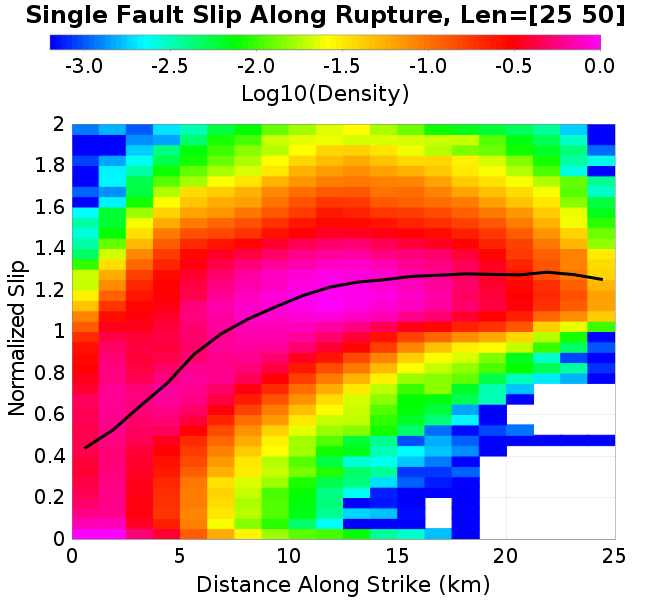 Single Fault Slip Along Rupture, Len=[25 50]
-3.0 -2.5 -2.0 -1.5 -1.0 -0.5 0.0
Log10(Density)
2
1.8
1.6
1.4
1.2
1
0.8
0.6
0.4
0.2
0
Normalized Slip
0 5 10 15 20 25
Distance Along Strike (km)